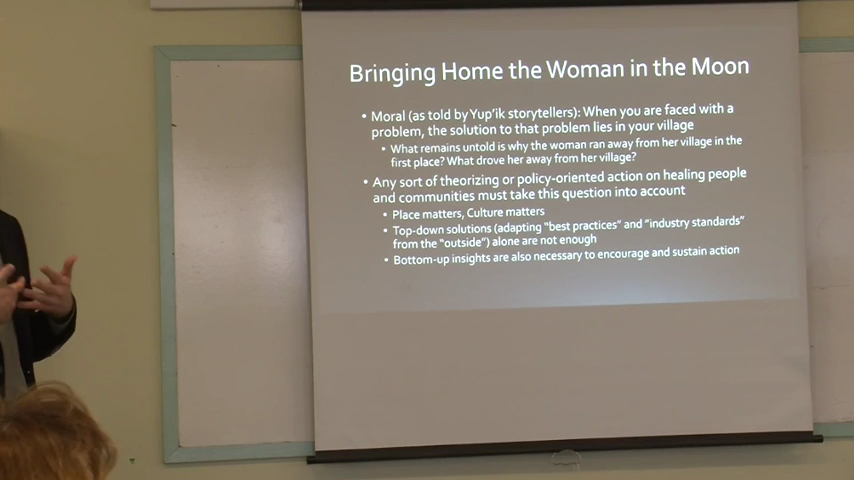 Bringing Home the Woman in the Moon
• Moral (as told by Yup'ik storytellers): When you are faced with a
problem, the solution to that problem lies in your village
• What remains untold is why the woman ran away from her village in the
first place? What drove her away from her village?
• Any sort of theorizing or policy-oriented action on healing people
and communities must take this question into account
• Place matters, Culture matters
• Top-down solutions (adapting "best practices" and "industry standards"
from the "outside") alone are not enough
• Bottom-up insights are also necessary to encourage and sustain action